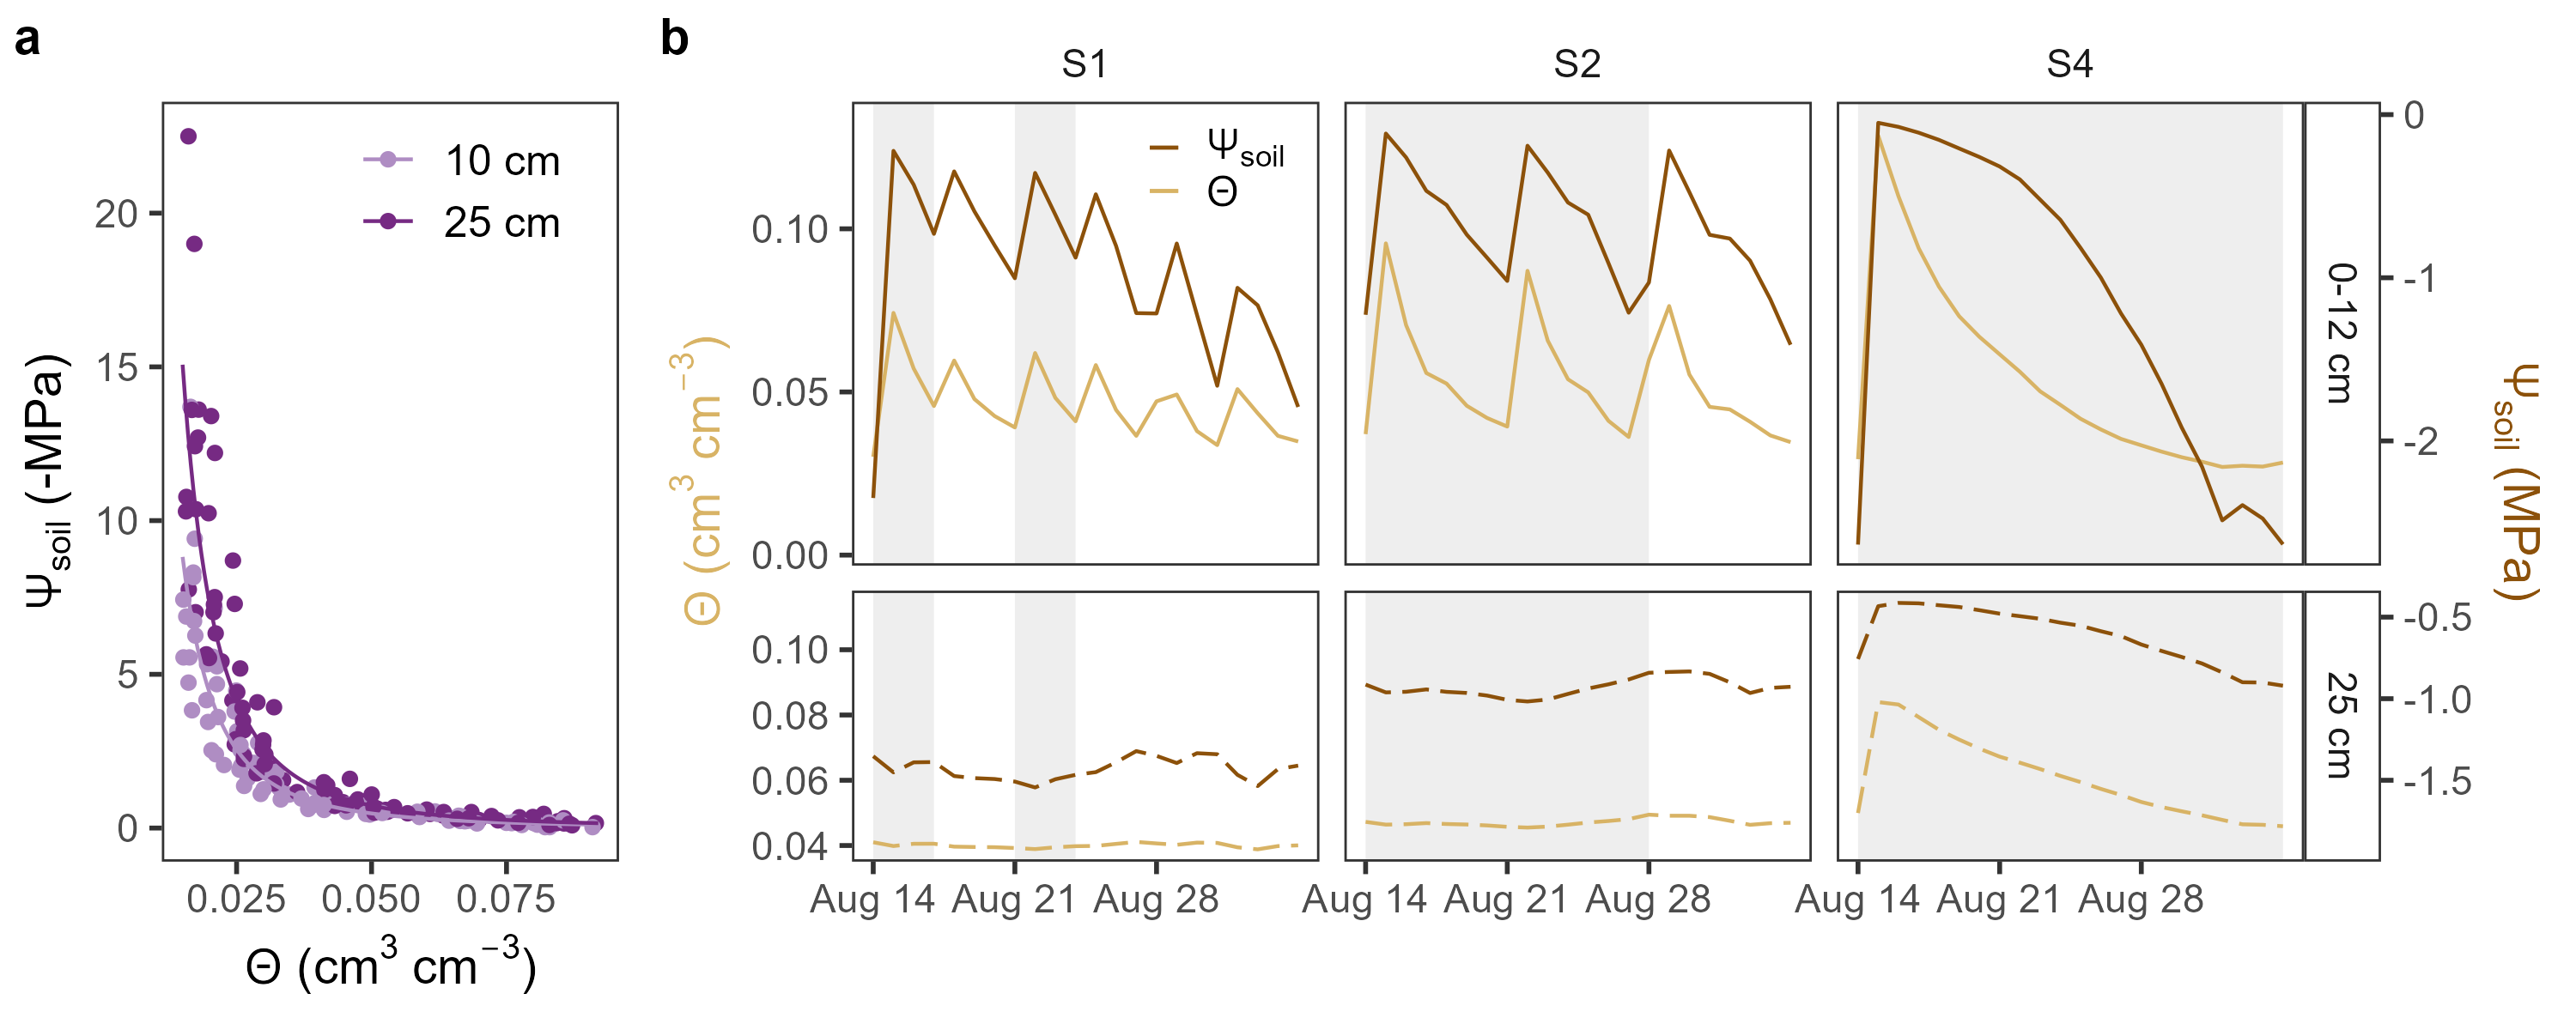 a
Ψsoil (-MPa)
20
15
10
5
0
10 cm
25 cm
0.025 0.050 0.075
Θ (cm³ cm⁻³)
b
S1 S2 S4
Θ (cm³ cm⁻³)
0.10
0.05
0.00
Ψsoil
Θ
0-12 cm
0
-1
-2
0.10
0.08
0.06
0.04
25 cm
-0.5
-1.0
-1.5
Ψsoil (MPa)
Aug 14 Aug 21 Aug 28 Aug 14 Aug 21 Aug 28 Aug 14 Aug 21 Aug 28